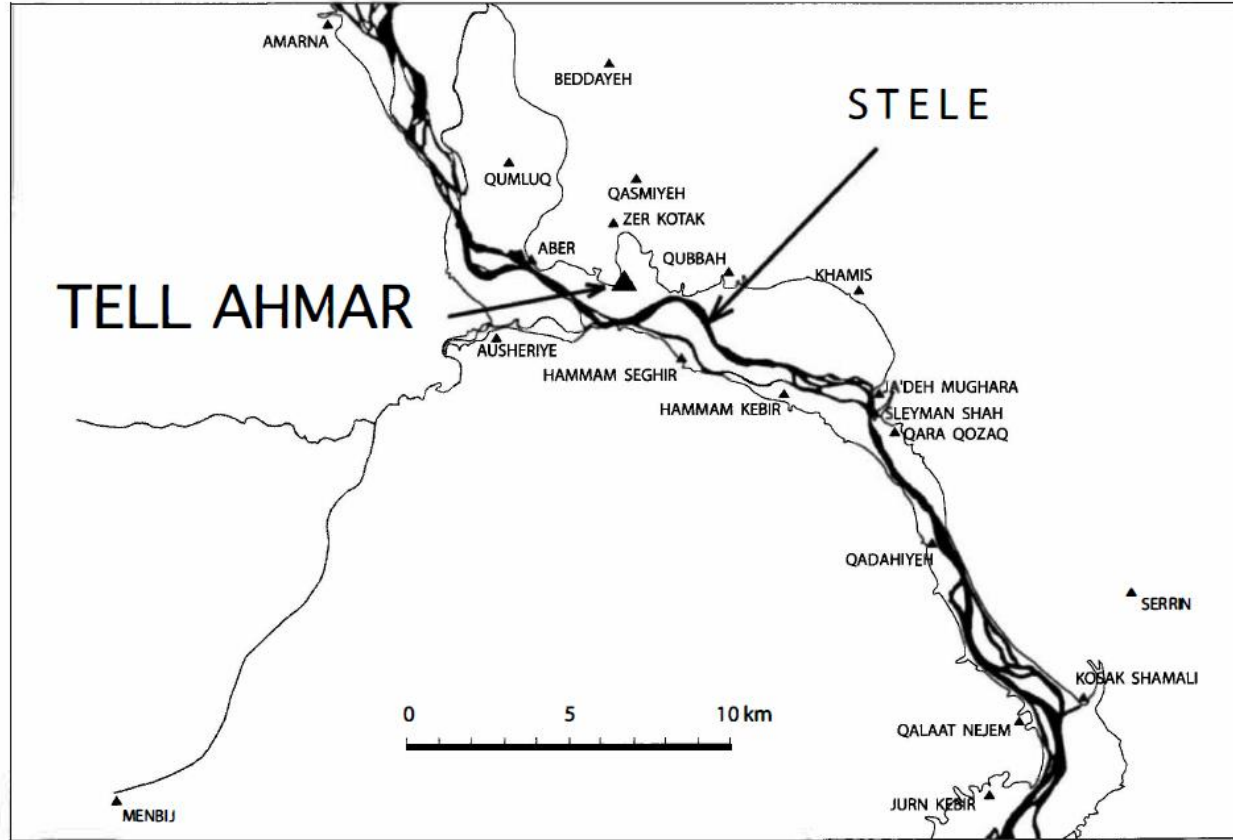 AMARNA
BEDDAYEH
STELE
QUMLUQ
QASMIYEH
ZER KOTAK
ABER
QUBBAH
KHAMIS
TELL AHMAR
AUSHERIYE
HAMMAM SEGHIR
HAMMAM KEBIR
JA'DEH MUGHARA
SLEYMAN SHAH
QARA QOZAQ
QADAHIYEH
SERRIN
KOSAK SHAMALI
0 5 10 km
QALAAT NEJEM
JURN KEBIR
MENBIJ